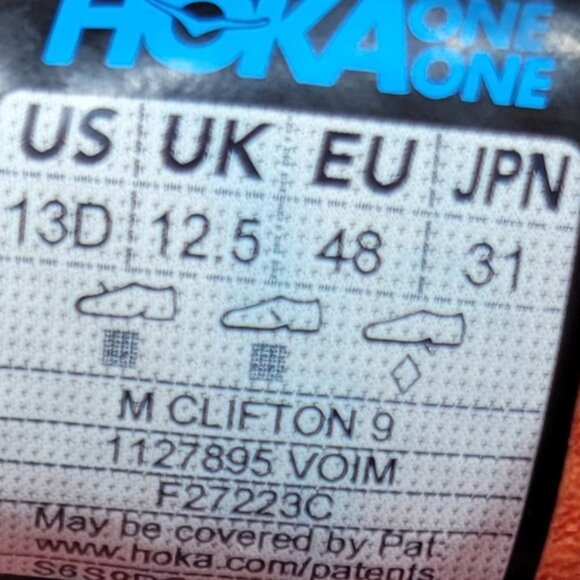 HOKA ONE ONE
US UK EU JPN
13D 12.5 48 31
M CLIFTON 9
1127895 VOIM
F27223C
May be covered by Pat.
www.hoka.com/patents